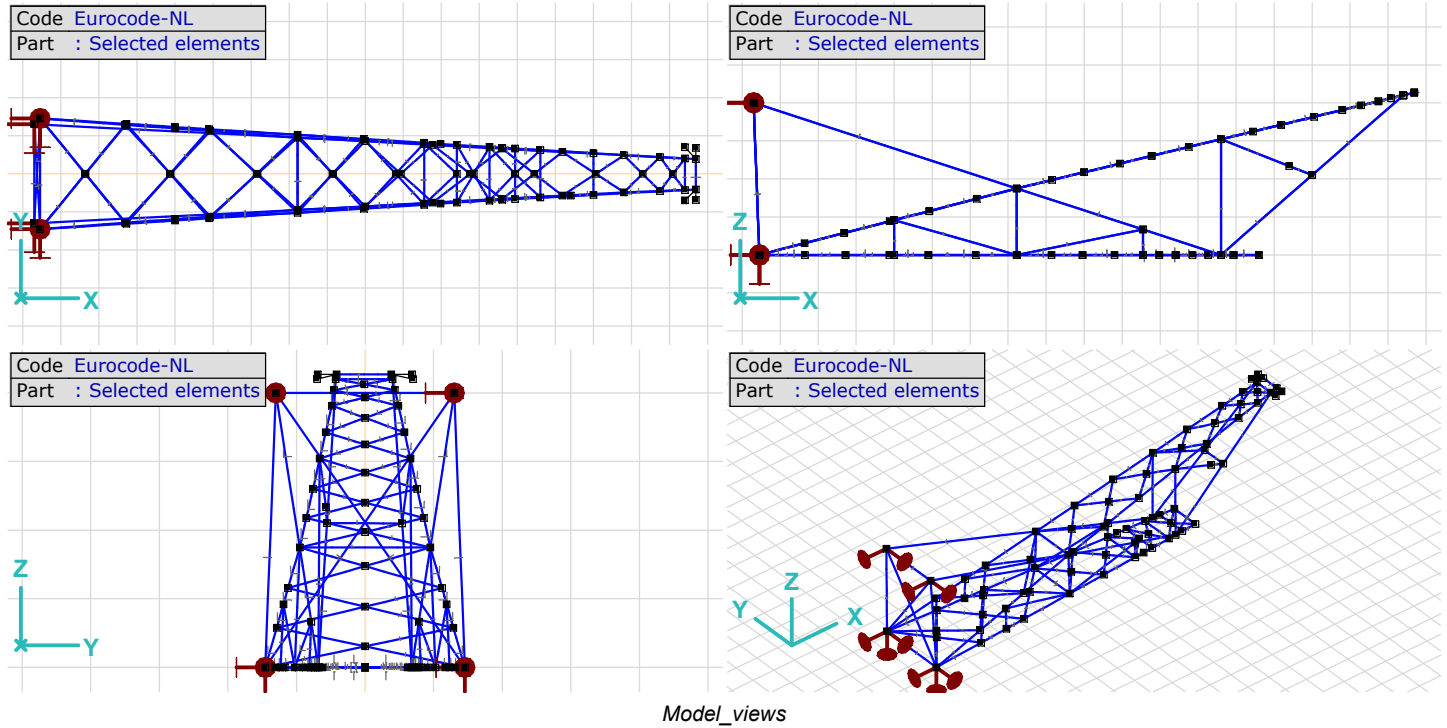 Code Eurocode-NL
Part : Selected elements
Y
X
Code Eurocode-NL
Part : Selected elements
Z
X
Code Eurocode-NL
Part : Selected elements
Z
Y
Code Eurocode-NL
Part : Selected elements
Z
Y
X
Model_views